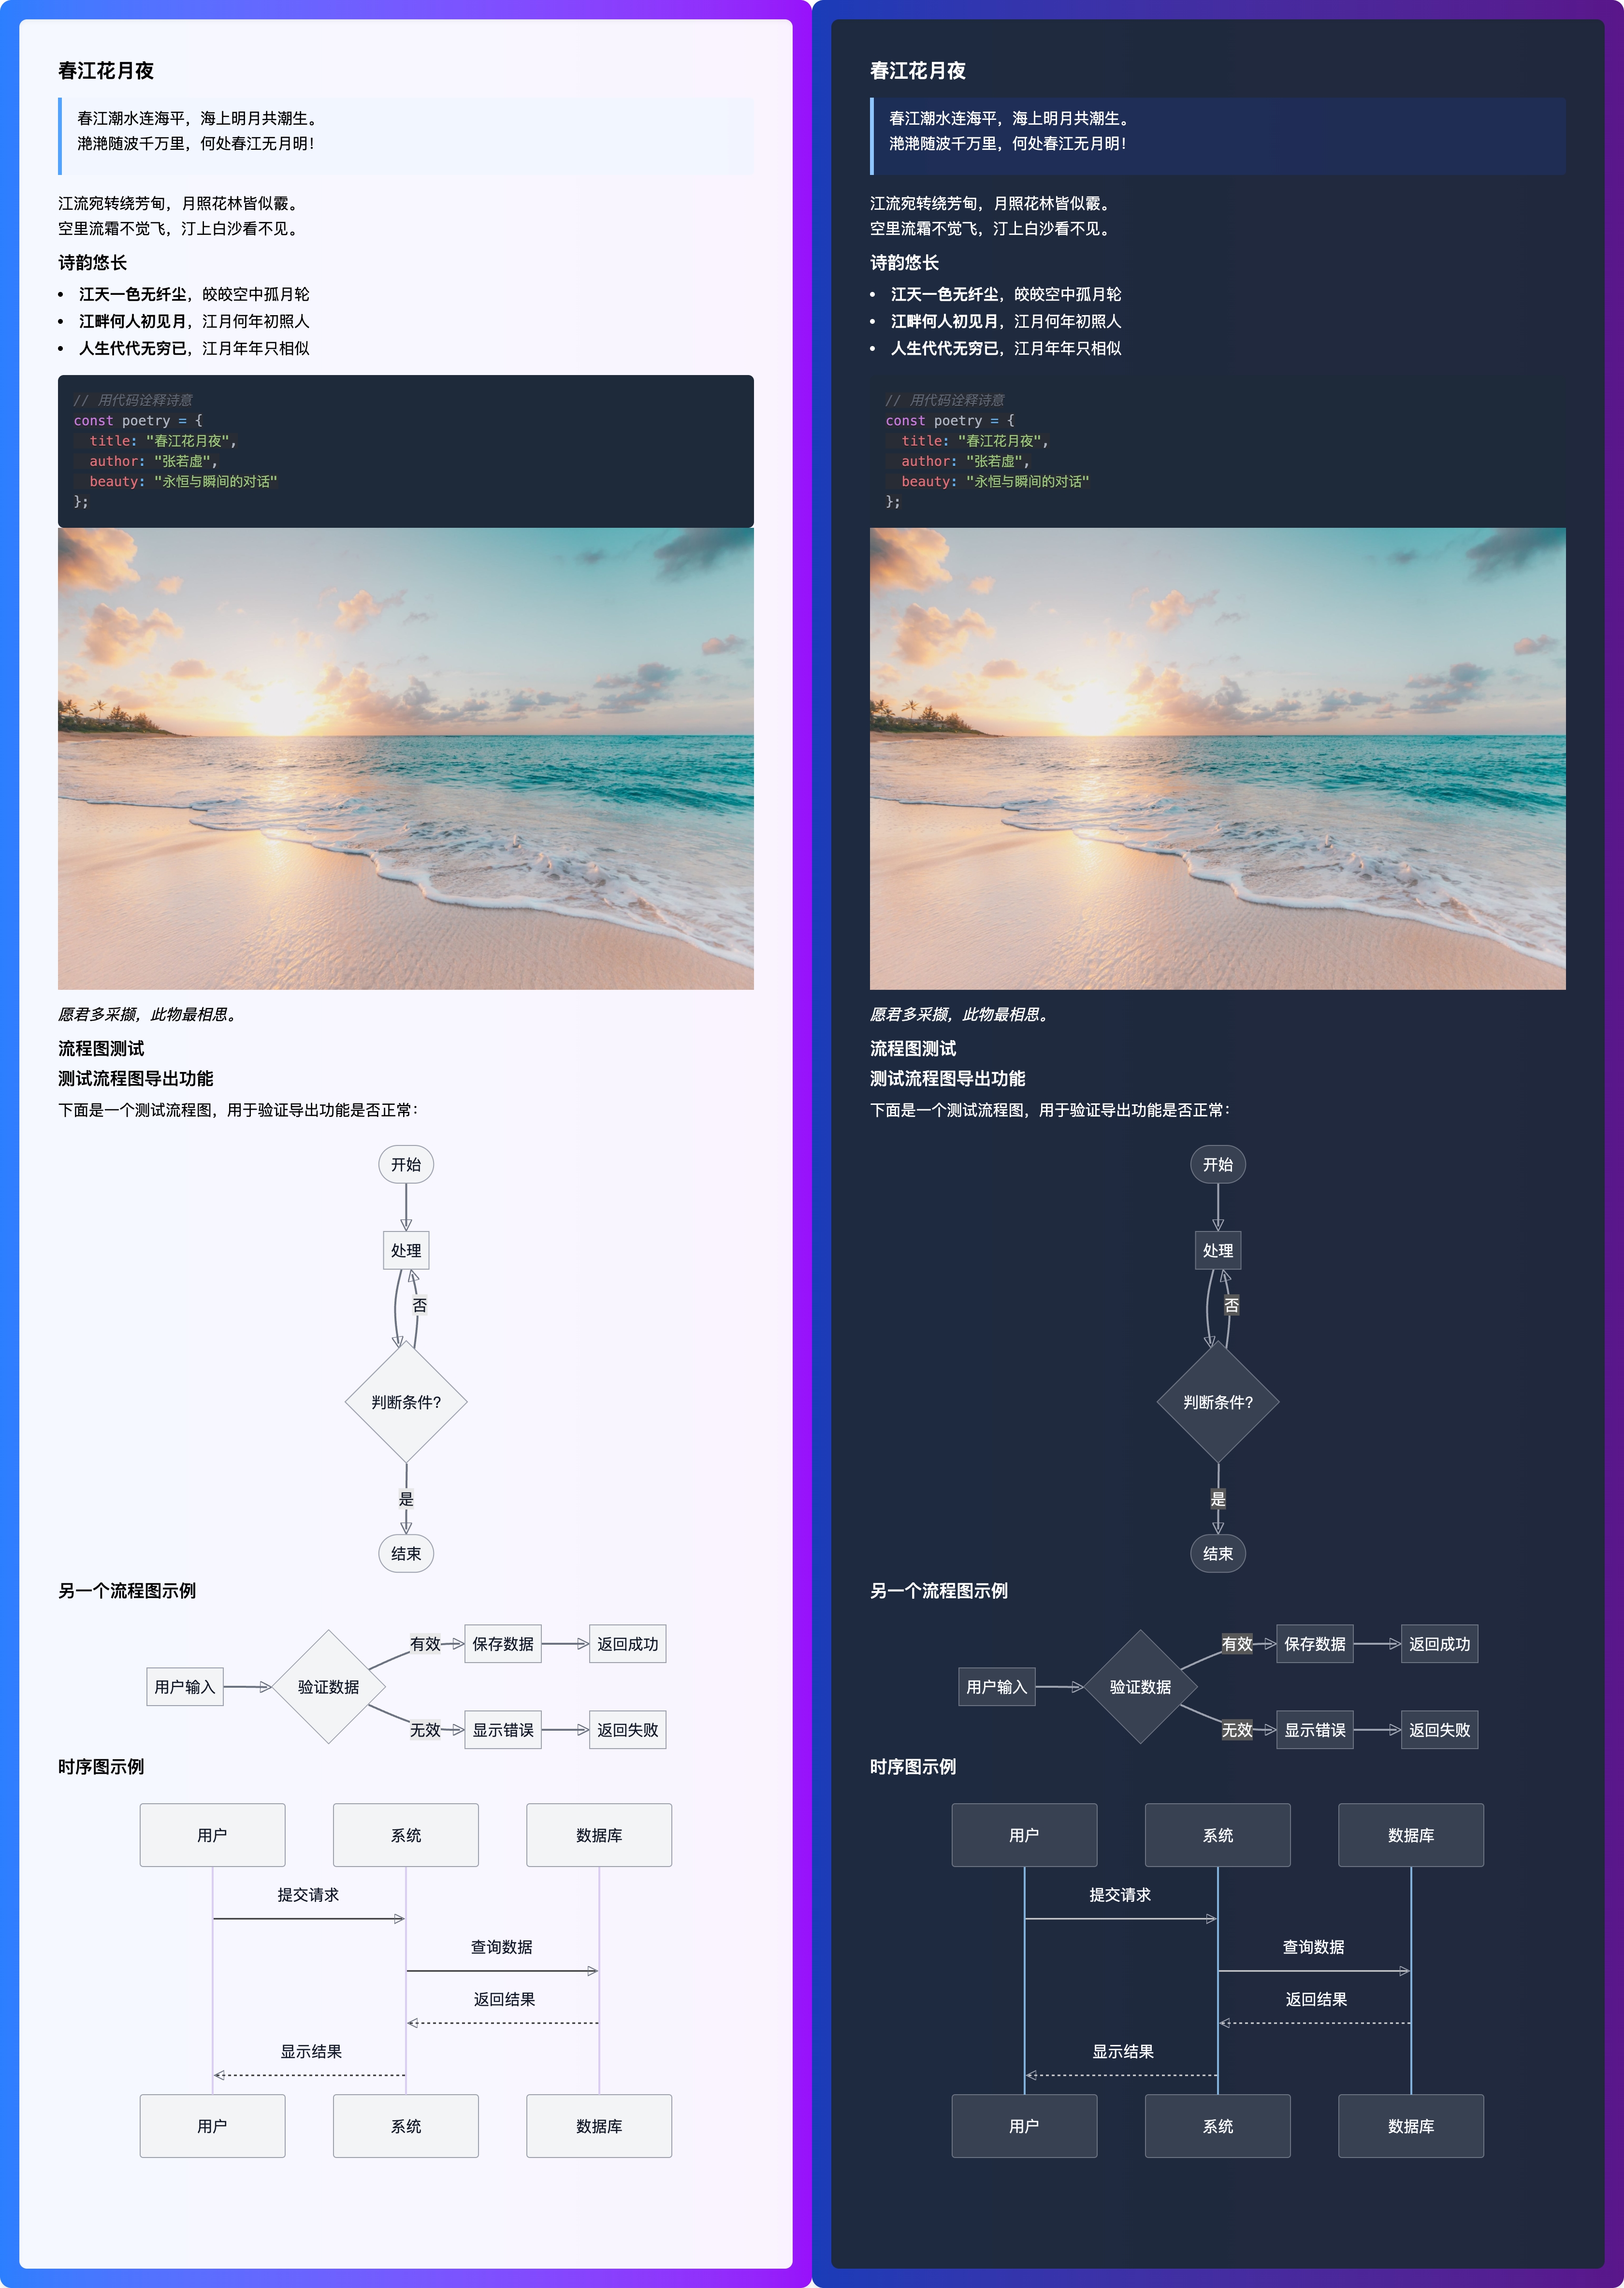 春江花月夜
春江潮水连海平，海上明月共潮生。
滟滟随波千万里，何处春江无月明！
江流宛转绕芳甸，月照花林皆似霰。
空里流霜不觉飞，汀上白沙看不见。
诗韵悠长
• 江天一色无纤尘，皎皎空中孤月轮
• 江畔何人初见月，江月何年初照人
• 人生代代无穷已，江月年年只相似
// 用代码诠释诗意
const poetry = {
  title: "春江花月夜",
  author: "张若虚",
  beauty: "永恒与瞬间的对话"
};
愿君多采撷，此物最相思。
流程图测试
测试流程图导出功能
下面是一个测试流程图，用于验证导出功能是否正常：
开始
处理
否
判断条件?
是
结束
另一个流程图示例
有效
保存数据
返回成功
用户输入
验证数据
无效
显示错误
返回失败
时序图示例
用户
系统
数据库
提交请求
查询数据
返回结果
显示结果
用户
系统
数据库
春江花月夜
春江潮水连海平，海上明月共潮生。
滟滟随波千万里，何处春江无月明！
江流宛转绕芳甸，月照花林皆似霰。
空里流霜不觉飞，汀上白沙看不见。
诗韵悠长
• 江天一色无纤尘，皎皎空中孤月轮
• 江畔何人初见月，江月何年初照人
• 人生代代无穷已，江月年年只相似
// 用代码诠释诗意
const poetry = {
  title: "春江花月夜",
  author: "张若虚",
  beauty: "永恒与瞬间的对话"
};
愿君多采撷，此物最相思。
流程图测试
测试流程图导出功能
下面是一个测试流程图，用于验证导出功能是否正常：
开始
处理
否
判断条件?
是
结束
另一个流程图示例
有效
保存数据
返回成功
用户输入
验证数据
无效
显示错误
返回失败
时序图示例
用户
系统
数据库
提交请求
查询数据
返回结果
显示结果
用户
系统
数据库